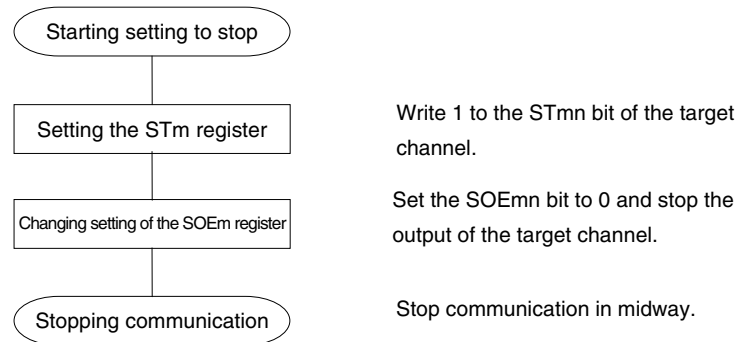 Starting setting to stop
Setting the STm register
Write 1 to the STmn bit of the target
channel.
Changing setting of the SOEm register
Set the SOEmn bit to 0 and stop the
output of the target channel.
Stopping communication
Stop communication in midway.